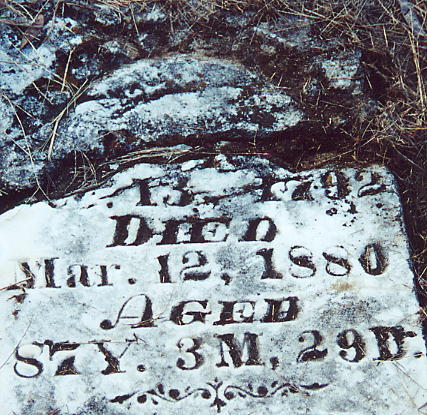 13 1792
DIED
Mar. 12, 1880
AGED
87Y. 3M, 29D.